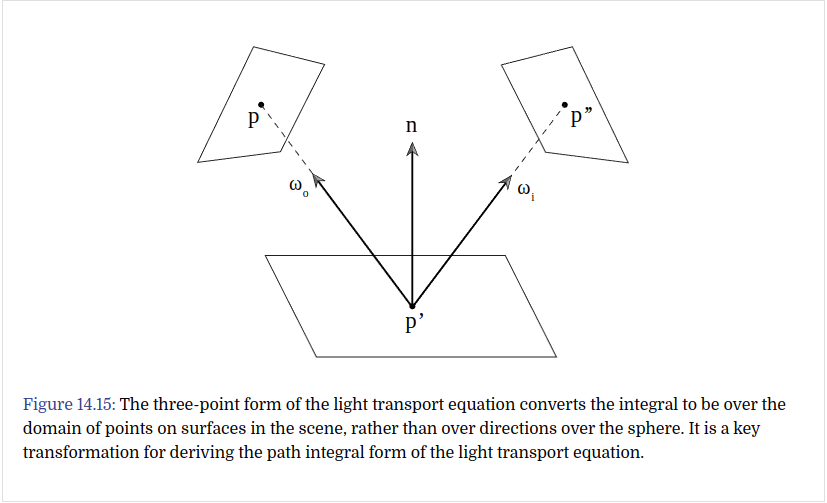 p
p”
n
ωo
ωi
p’
Figure 14.15: The three-point form of the light transport equation converts the integral to be over the
domain of points on surfaces in the scene, rather than over directions over the sphere. It is a key
transformation for deriving the path integral form of the light transport equation.